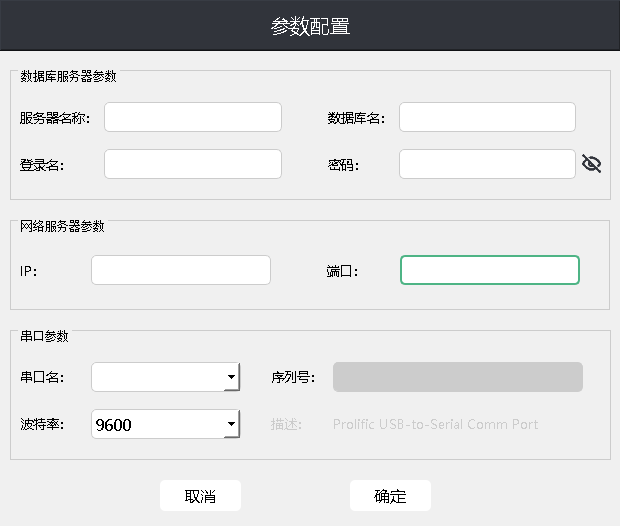 参数配置
数据库服务器参数
服务器名称: 数据库名:
登录名: 密码:
网络服务器参数
IP: 端口:
串口参数
串口名: 序列号:
波特率: 9600 描述: Prolific USB-to-Serial Comm Port
取消 确定